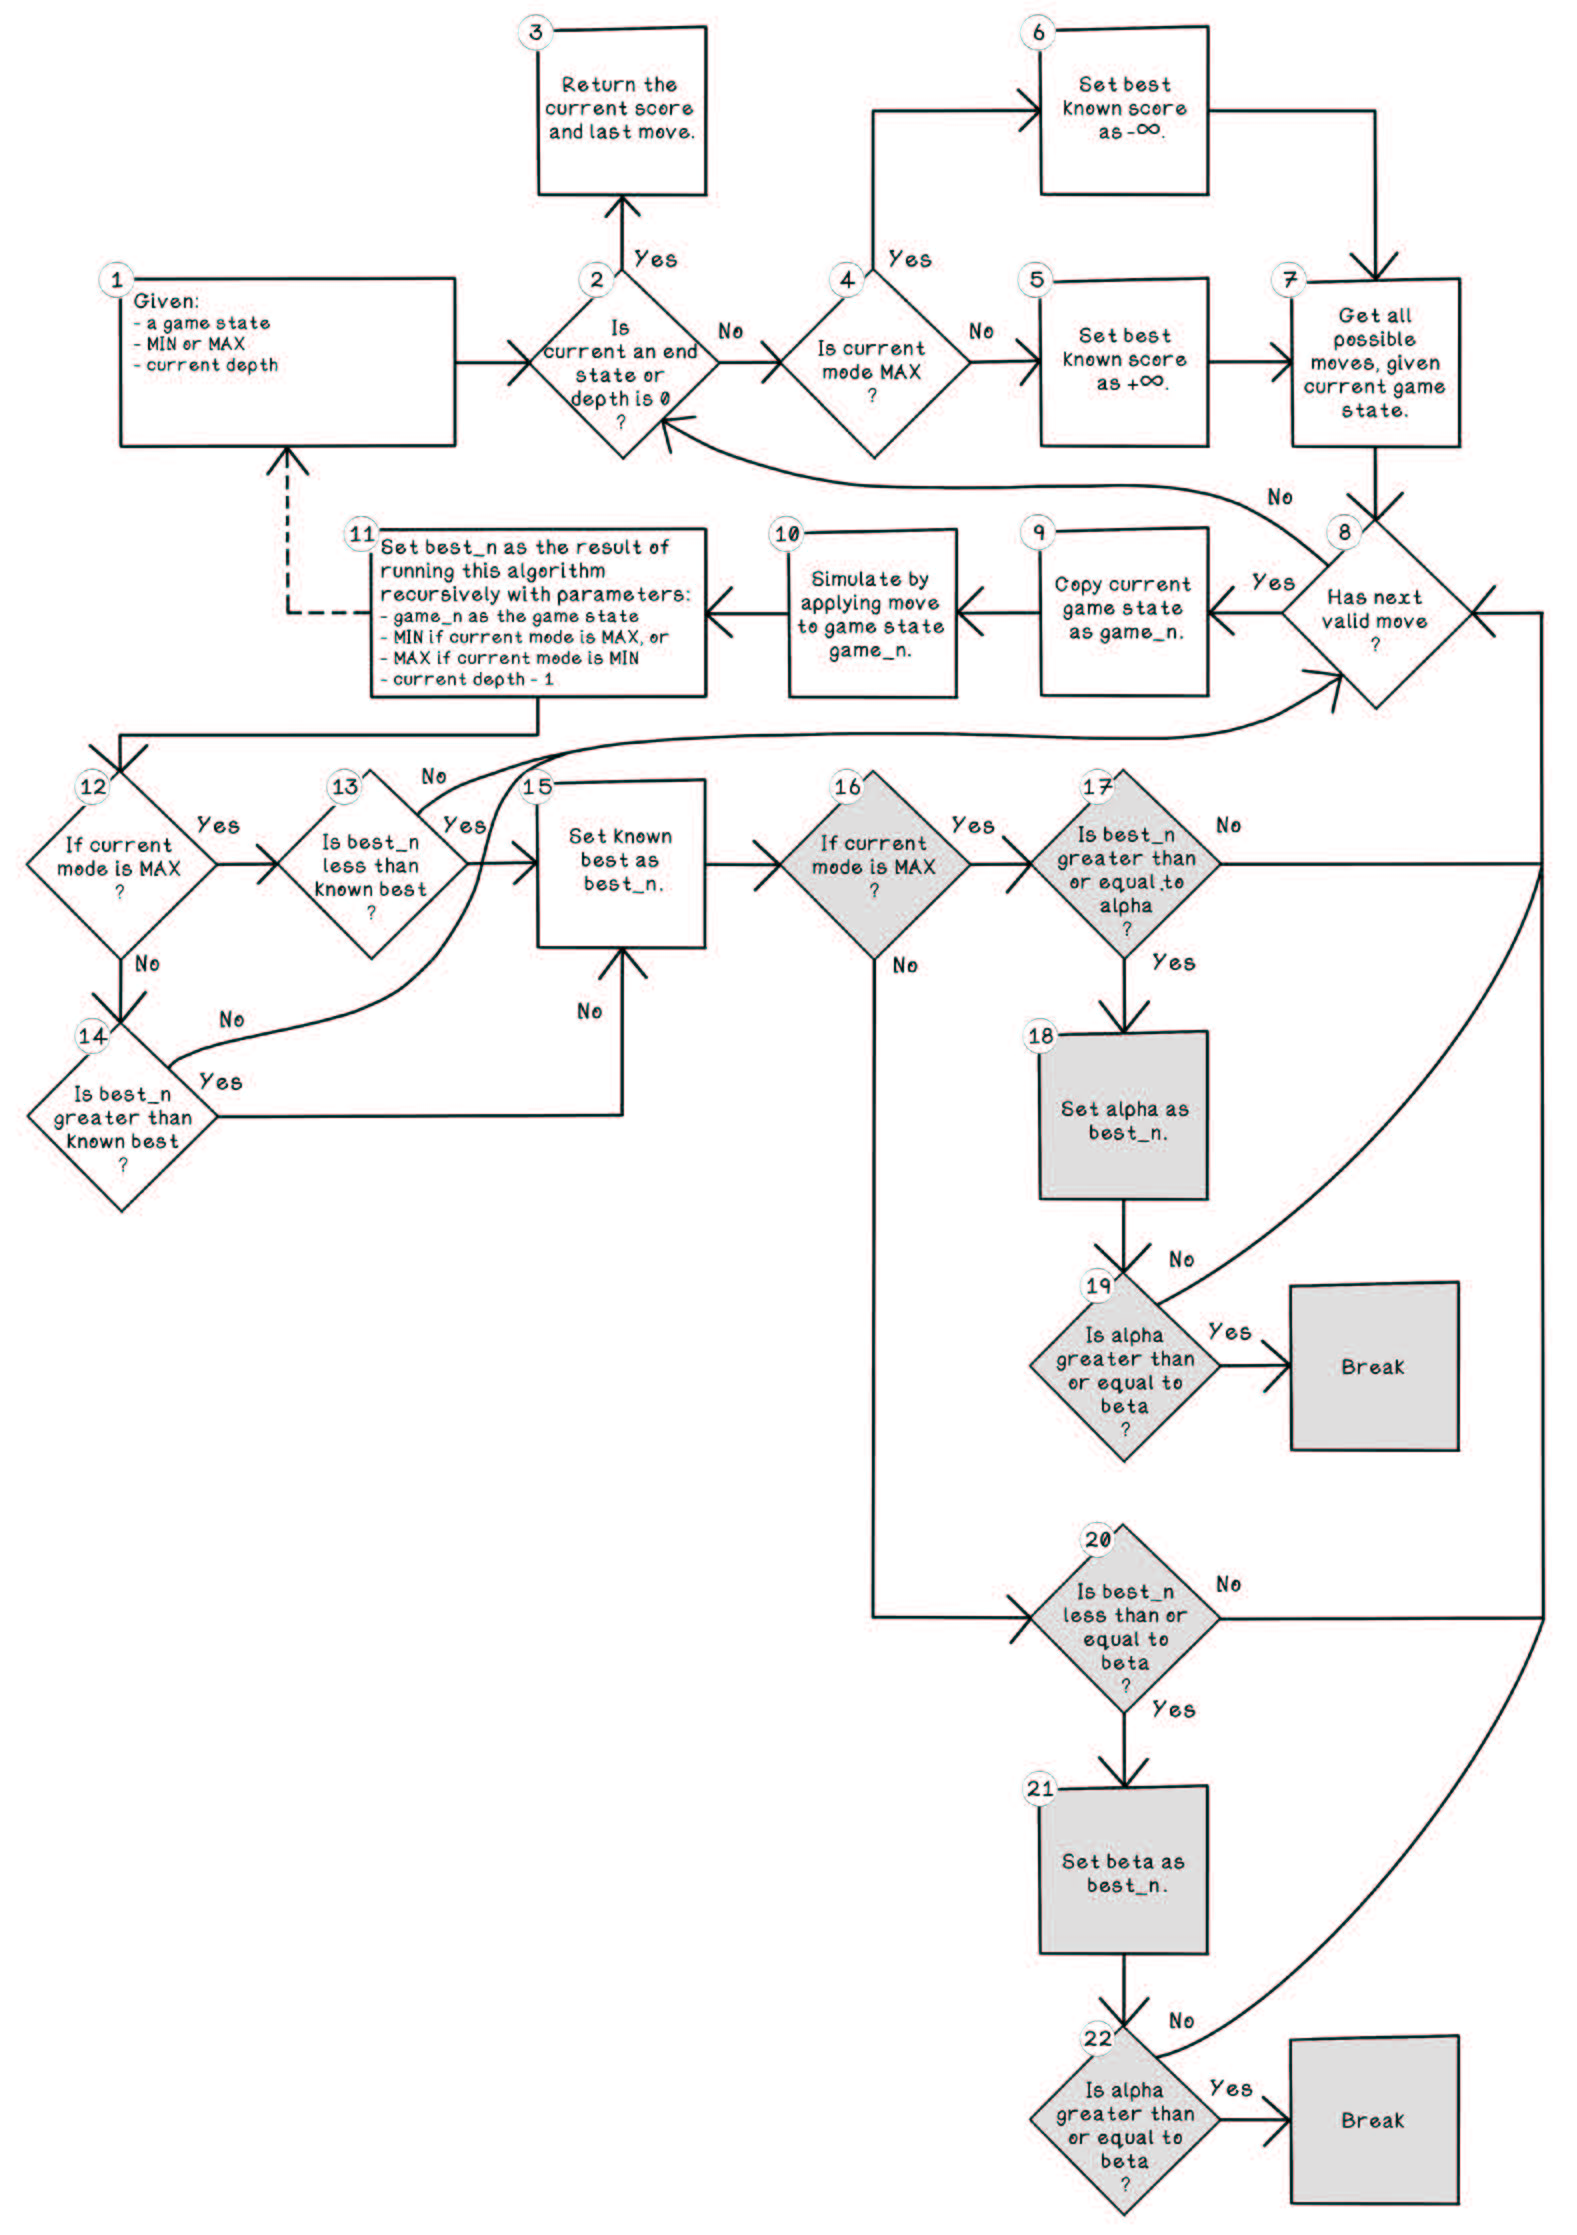 3
Return the
current score
and last move.
6
Set best
known score
as -∞.
Yes
Yes
1
Given:
- a game state
- MIN or MAX
- current depth
2
Is
current an end
state or
depth is 0
?
No
4
Is current
mode MAX
?
No
5
Set best
known score
as +∞.
7
Get all
possible
moves, given
current game
state.
No
11
Set best_n as the result of
running this algorithm
recursively with parameters:
- game_n as the game state
- MIN if current mode is MAX, or
- MAX if current mode is MIN
- current depth - 1
10
Simulate by
applying move
to game state
game_n.
9
Copy current
game state
as game_n.
Yes
8
Has next
valid move
?
12
If current
mode is MAX
?
Yes
13
Is best_n
less than
known best
?
No
Yes
15
Set known
best as
best_n.
16
If current
mode is MAX
?
Yes
17
Is best_n
greater than
or equal to
alpha
?
No
No
No
No
No
Yes
14
Is best_n
greater than
known best
?
Yes
18
Set alpha as
best_n.
No
19
Is alpha
greater than
or equal to
beta
?
Yes
Break
20
Is best_n
less than or
equal to
beta
?
No
Yes
21
Set beta as
best_n.
No
22
Is alpha
greater than
or equal to
beta
?
Yes
Break